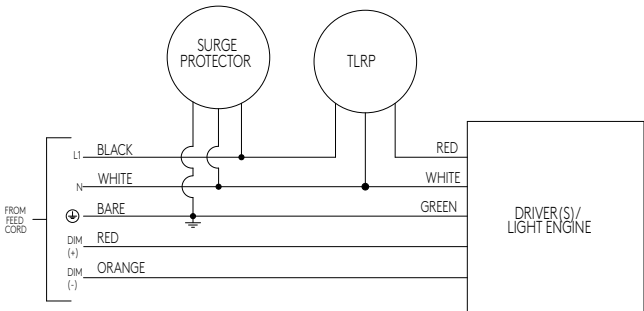 SURGE
PROTECTOR
TLRP
L1 BLACK
RED
N WHITE
WHITE
FROM
FEED
CORD
BARE
GREEN
DRIVER(S)/
LIGHT ENGINE
DIM
(+)
RED
DIM
(-)
ORANGE